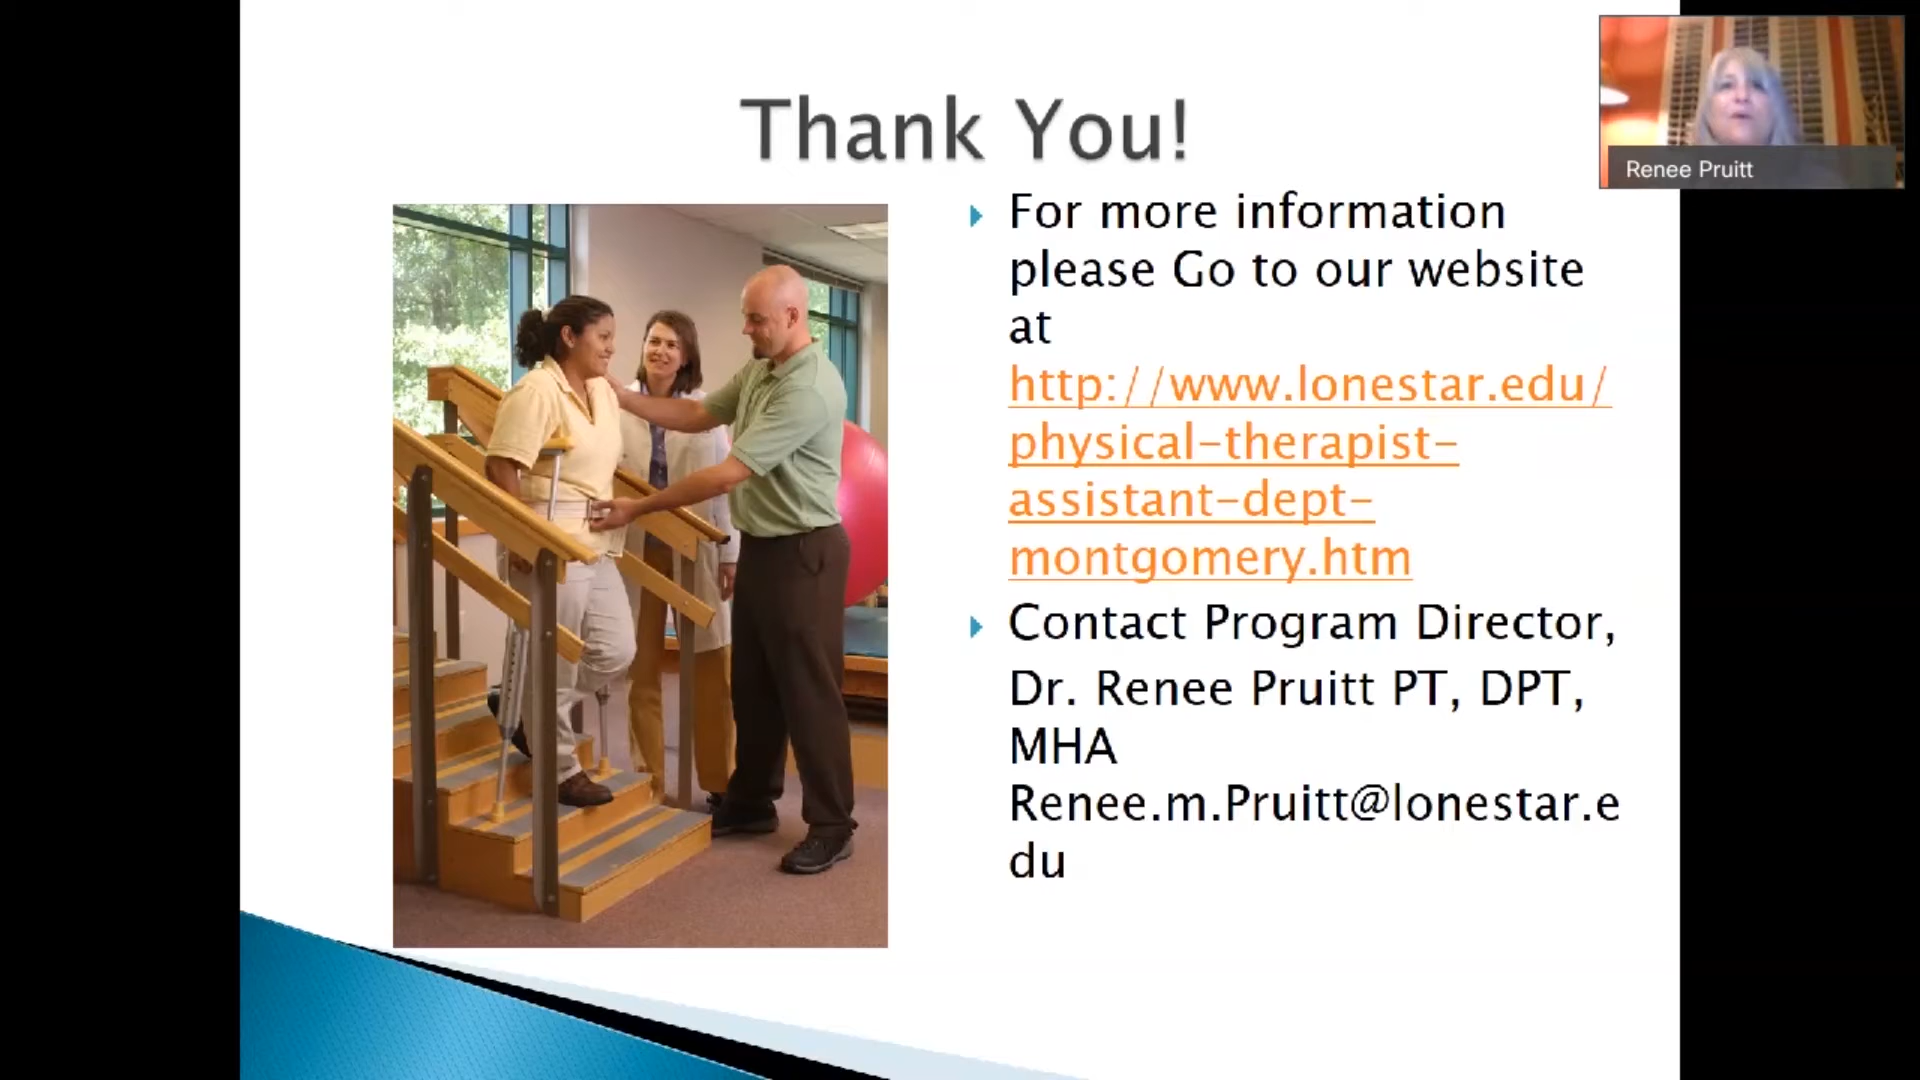 Thank You!
Renee Pruitt
For more information
please Go to our website
at
http://www.lonestar.edu/
physical-therapist-
assistant-dept-
montgomery.htm
Contact Program Director,
Dr. Renee Pruitt PT, DPT,
MHA
Renee.m.Pruitt@lonestar.e
du